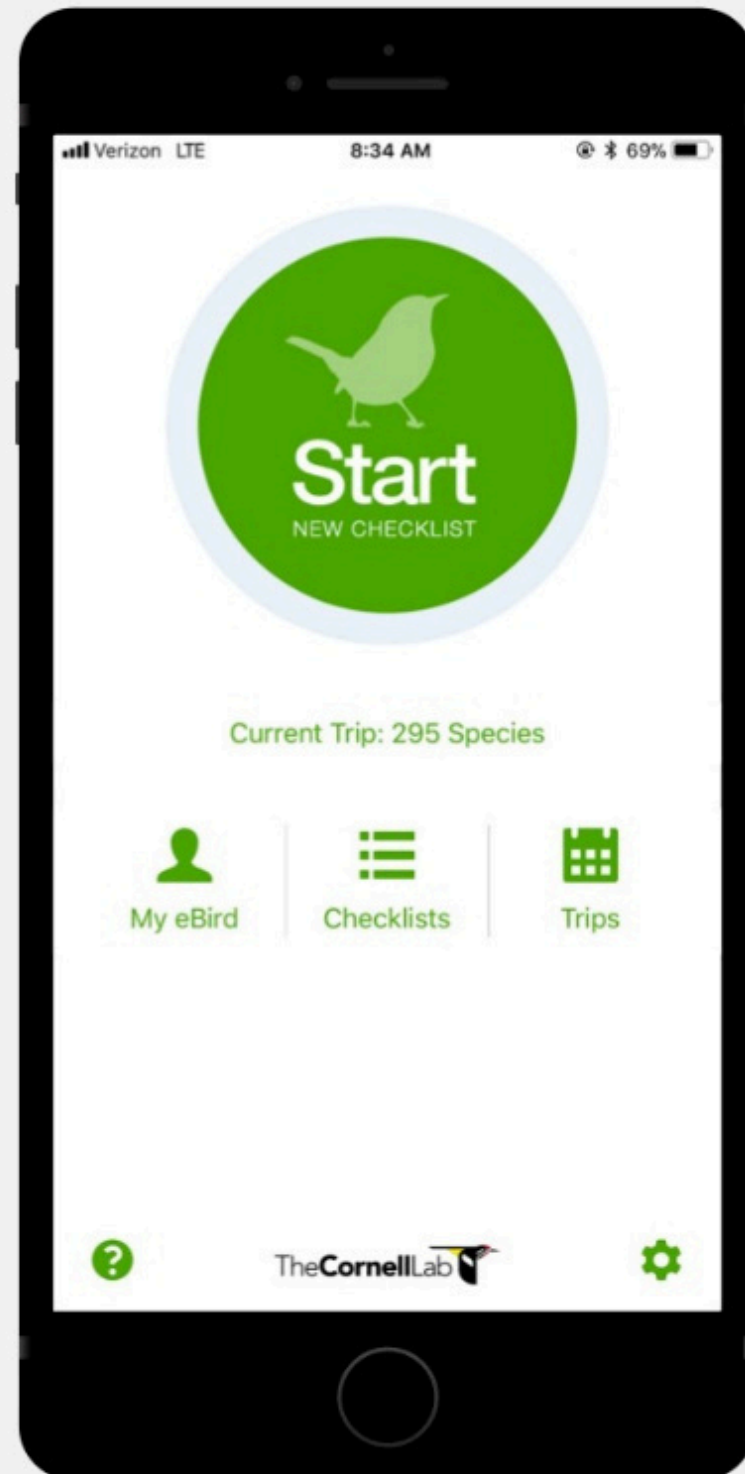 Verizon LTE 8:34 AM 69%
Start
NEW CHECKLIST
Current Trip: 295 Species
My eBird Checklists Trips
? TheCornellLab